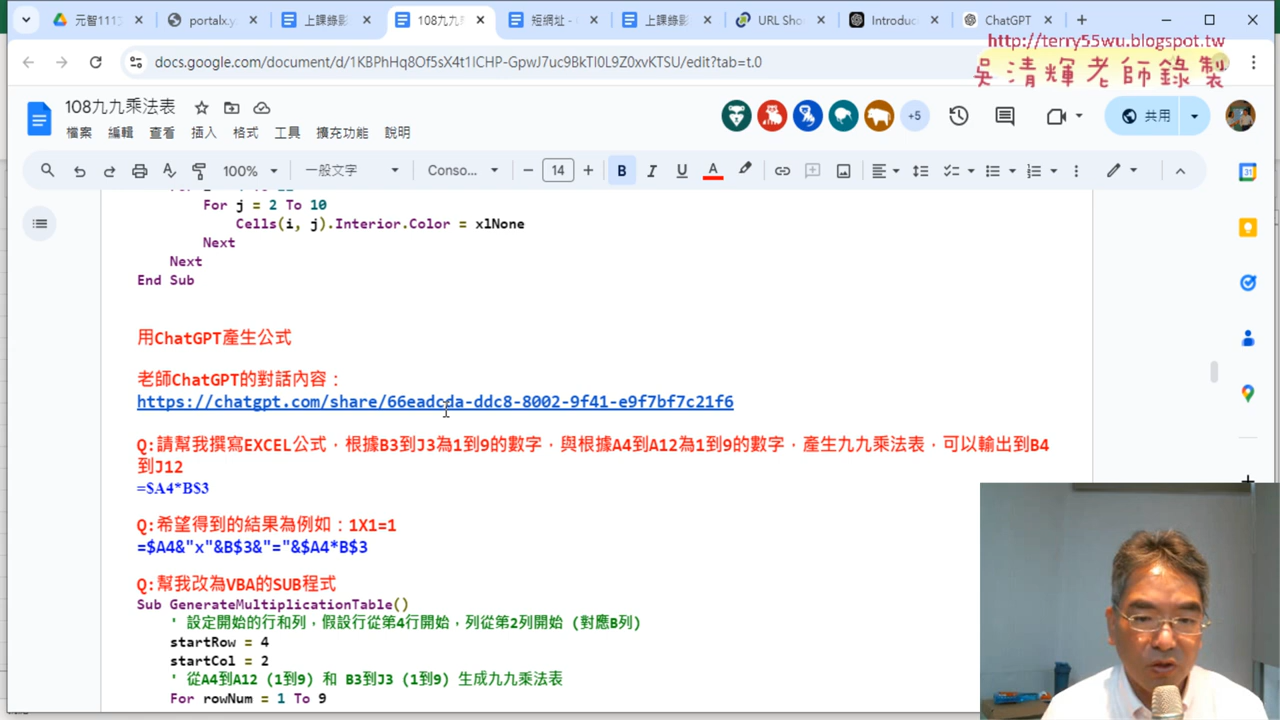 元智1113
portalx.y
上課錄影
108九九
短網址 -
上課錄影
URL Sho
Introduc
ChatGPT
http://terry55wu.blogspot.tw
docs.google.com/document/d/1KBPhHq8Of5sX4t1ICHP-GpwJ7uc9BkTI0L9Z0xvKTSU/edit?tab=t.0
吳清輝老師錄製
108九九乘法表
檔案 編輯 查看 插入 格式 工具 擴充功能 說明
+5
共用
100% 一般文字 Conso... 14 B I U A
For j = 2 To 10
Cells(i, j).Interior.Color = xlNone
Next
Next
End Sub
用ChatGPT產生公式
老師ChatGPT的對話內容：
https://chatgpt.com/share/66eadcda-ddc8-8002-9f41-e9f7bf7c21f6
Q:請幫我撰寫EXCEL公式，根據B3到J3為1到9的數字，與根據A4到A12為1到9的數字，產生九九乘法表，可以輸出到B4
到J12
=$A4*B$3
Q:希望得到的結果為例如：1X1=1
=$A4&"x"&B$3&"="&$A4*B$3
Q:幫我改為VBA的SUB程式
Sub GenerateMultiplicationTable()
' 設定開始的行和列，假設行從第4行開始，列從第2列開始 (對應B列)
startRow = 4
startCol = 2
' 從A4到A12 (1到9) 和 B3到J3 (1到9) 生成九九乘法表
For rowNum = 1 To 9